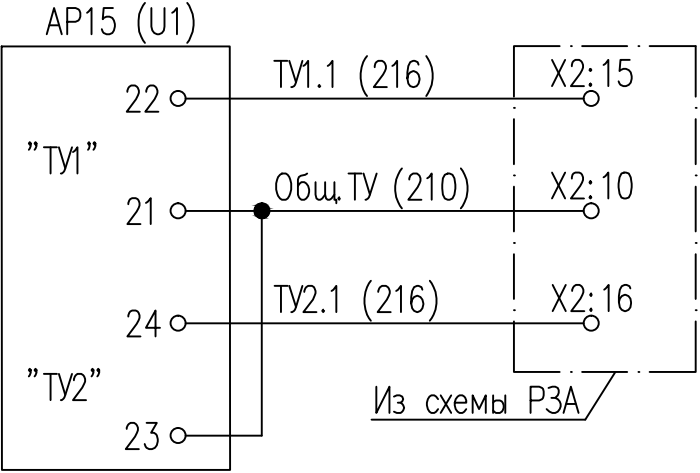 АР15 (U1)
22
ТУ1.1 (216)
X2:15
"ТУ1"
21
Общ.ТУ (210)
X2:10
24
ТУ2.1 (216)
X2:16
"ТУ2"
23
Из схемы РЗА